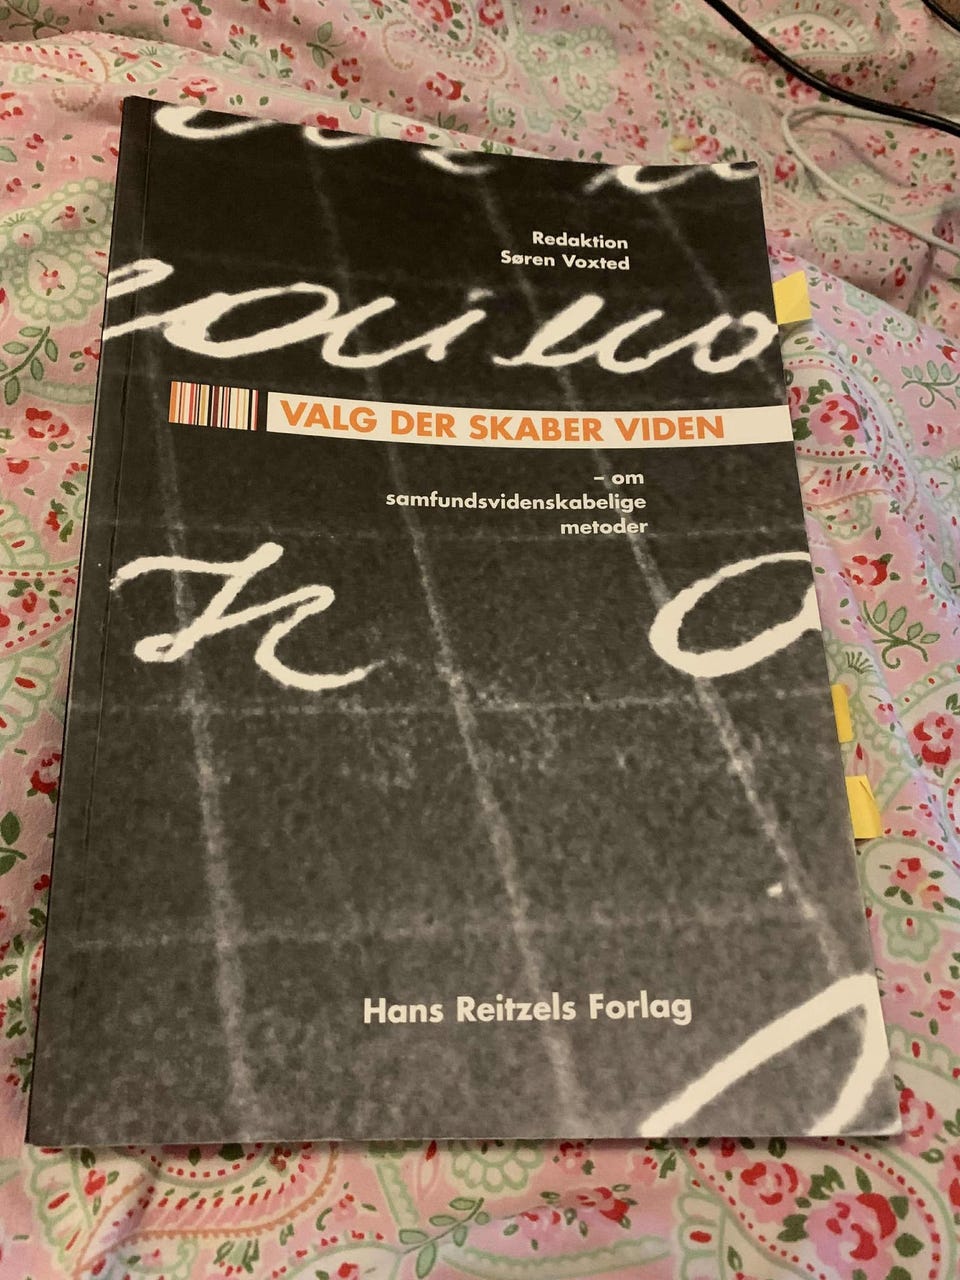 Redaktion
Søren Voxted
VALG DER SKABER VIDEN
– om
samfundsvidenskabelige
metoder
Hans Reitzels Forlag